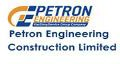 PETRON
ENGINEERING
Petron Engineering
Construction Limited